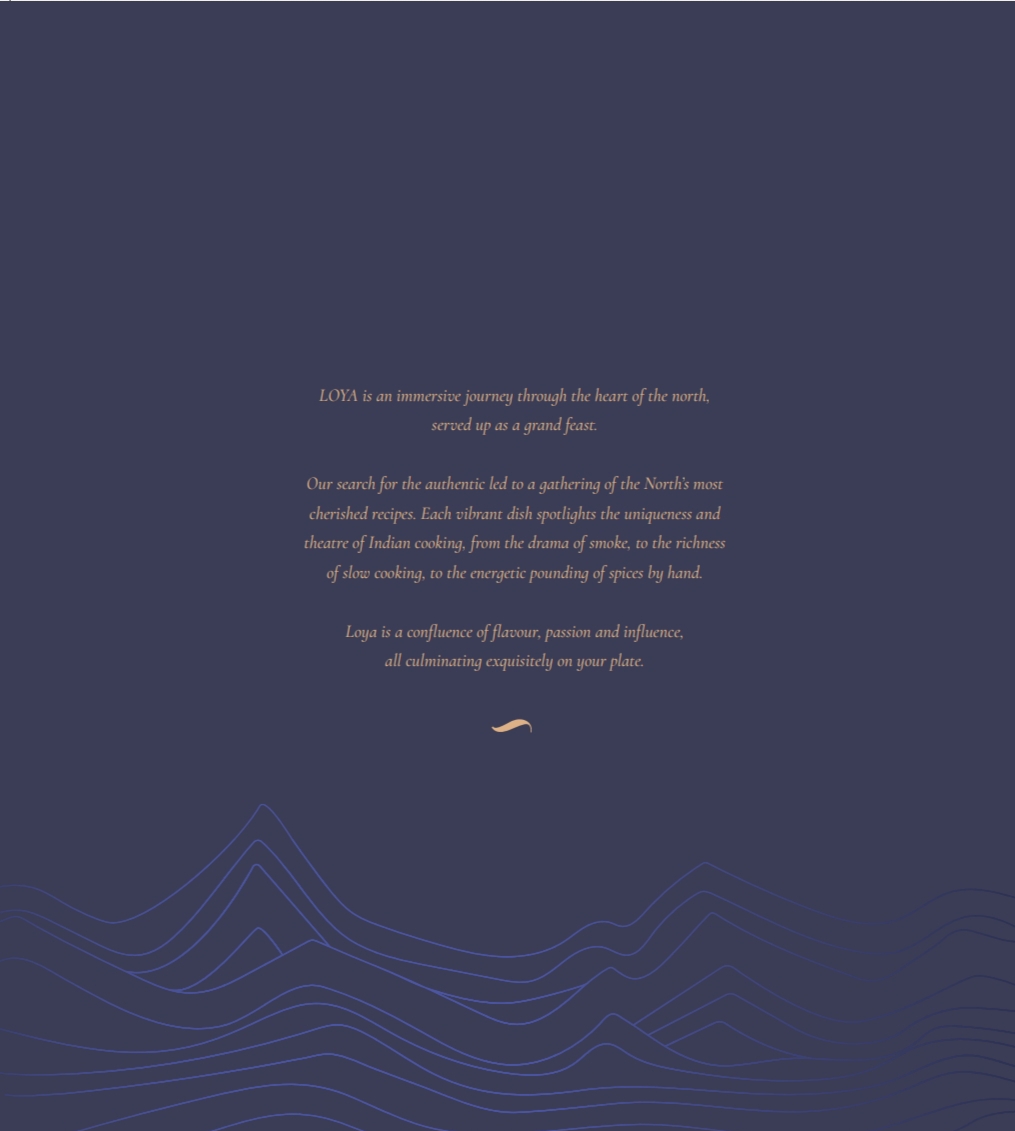 LOYA is an immersive journey through the heart of the north,
served up as a grand feast.
Our search for the authentic led to a gathering of the North's most
cherished recipes. Each vibrant dish spotlights the uniqueness and
theatre of Indian cooking, from the drama of smoke, to the richness
of slow cooking, to the energetic pounding of spices by hand.
Loya is a confluence of flavour, passion and influence,
all culminating exquisitely on your plate.